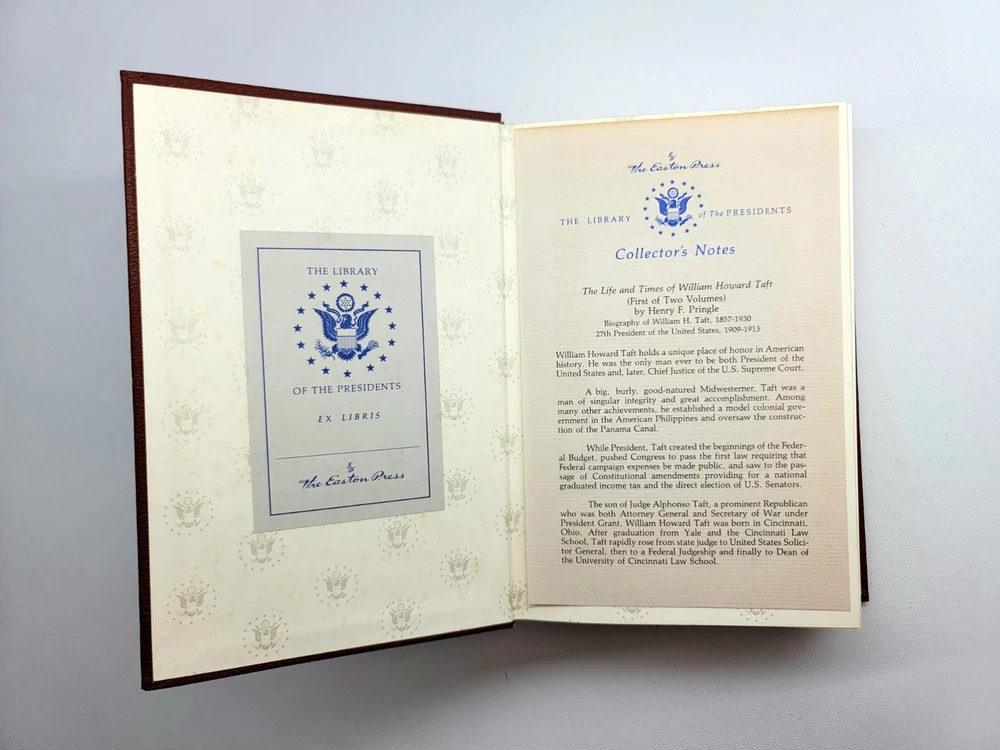 THE LIBRARY
OF THE PRESIDENTS
EX LIBRIS
The Easton Press
The Easton Press
THE LIBRARY of The PRESIDENTS
Collector's Notes
The Life and Times of William Howard Taft
(First of Two Volumes)
by Henry F. Pringle
Biography of William H. Taft, 1857-1930
27th President of the United States, 1909-1913
William Howard Taft holds a unique place of honor in American
history. He was the only man ever to be both President of the
United States and, later, Chief Justice of the U.S. Supreme Court.
A big, burly, good-natured Midwesterner, Taft was a
man of singular integrity and great accomplishment. Among
many other achievements, he established a model colonial gov-
ernment in the American Philippines and oversaw the construc-
tion of the Panama Canal.
While President, Taft created the beginnings of the Feder-
al Budget, pushed Congress to pass the first law requiring that
Federal campaign expenses be made public, and saw to the pas-
sage of Constitutional amendments providing for a national
graduated income tax and the direct election of U.S. Senators.
The son of Judge Alphonso Taft, a prominent Republican
who was both Attorney General and Secretary of War under
President Grant, William Howard Taft was born in Cincinnati,
Ohio. After graduation from Yale and the Cincinnati Law
School, Taft rapidly rose from state judge to United States Solici-
tor General, then to a Federal Judgeship and finally to Dean of
the University of Cincinnati Law School.